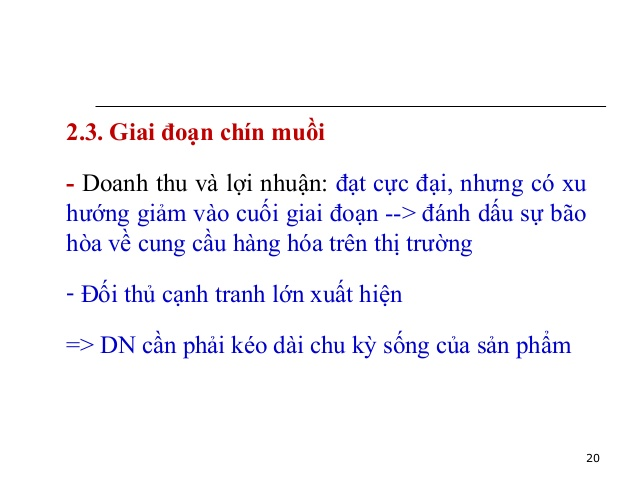 2.3. Giai đoạn chín muồi
- Doanh thu và lợi nhuận: đạt cực đại, nhưng có xu
hướng giảm vào cuối giai đoạn --> đánh dấu sự bão
hòa về cung cầu hàng hóa trên thị trường
- Đối thủ cạnh tranh lớn xuất hiện
=> DN cần phải kéo dài chu kỳ sống của sản phẩm
20